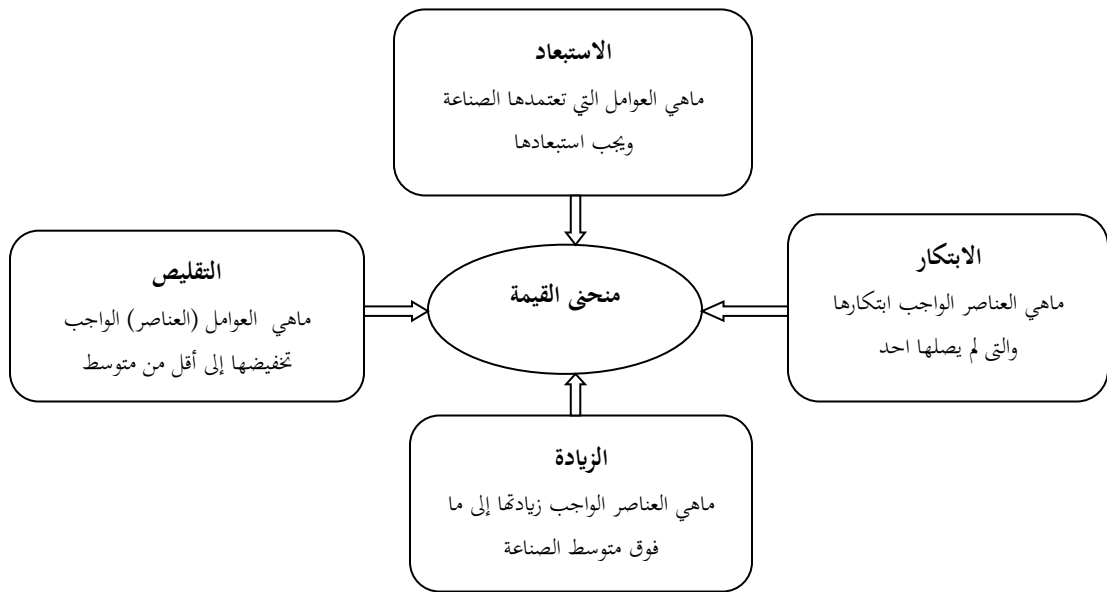 الاستبعاد
ماهي العوامل التي تعتمدها الصناعة
ويجب استبعادها
الابتكار
ماهي العناصر الواجب ابتكارها
والتى لم يصلها احد
منحنى القيمة
التقليص
ماهي العوامل (العناصر) الواجب
تخفيضها إلى أقل من متوسط
الزيادة
ماهي العناصر الواجب زيادتها إلى ما
فوق متوسط الصناعة